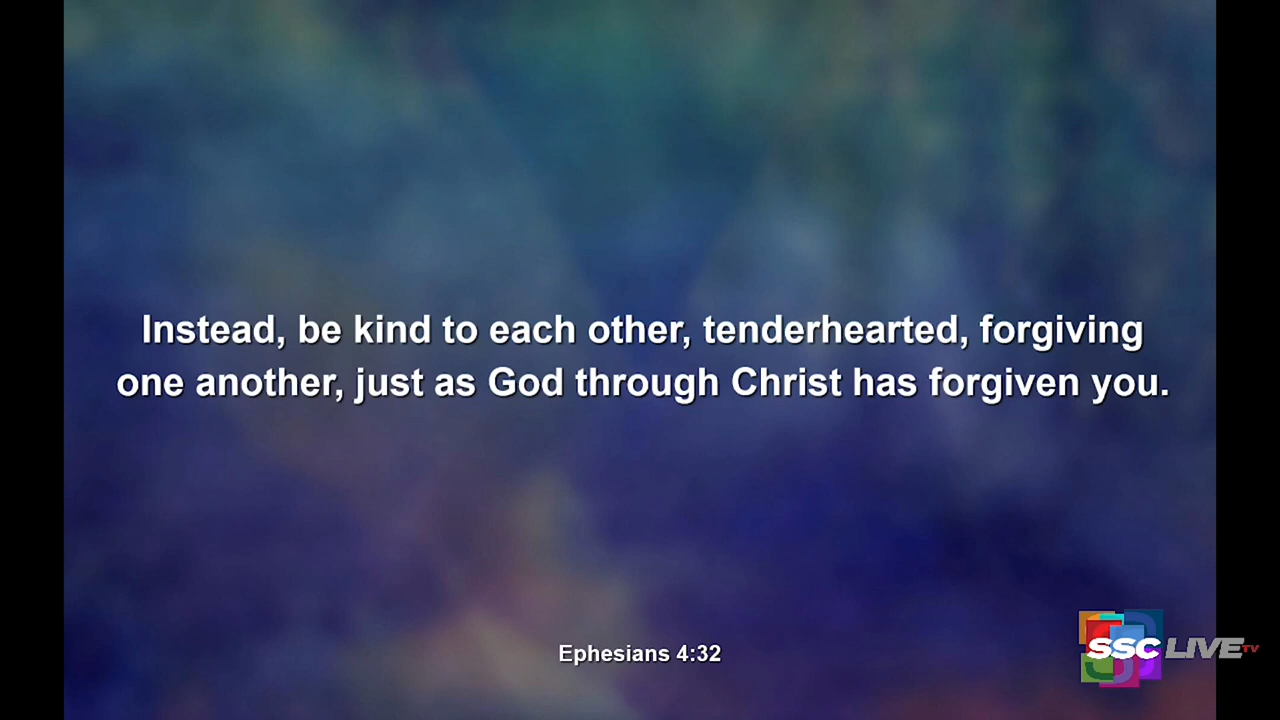 Instead, be kind to each other, tenderhearted, forgiving
one another, just as God through Christ has forgiven you.
Ephesians 4:32
SSC LIVE TV